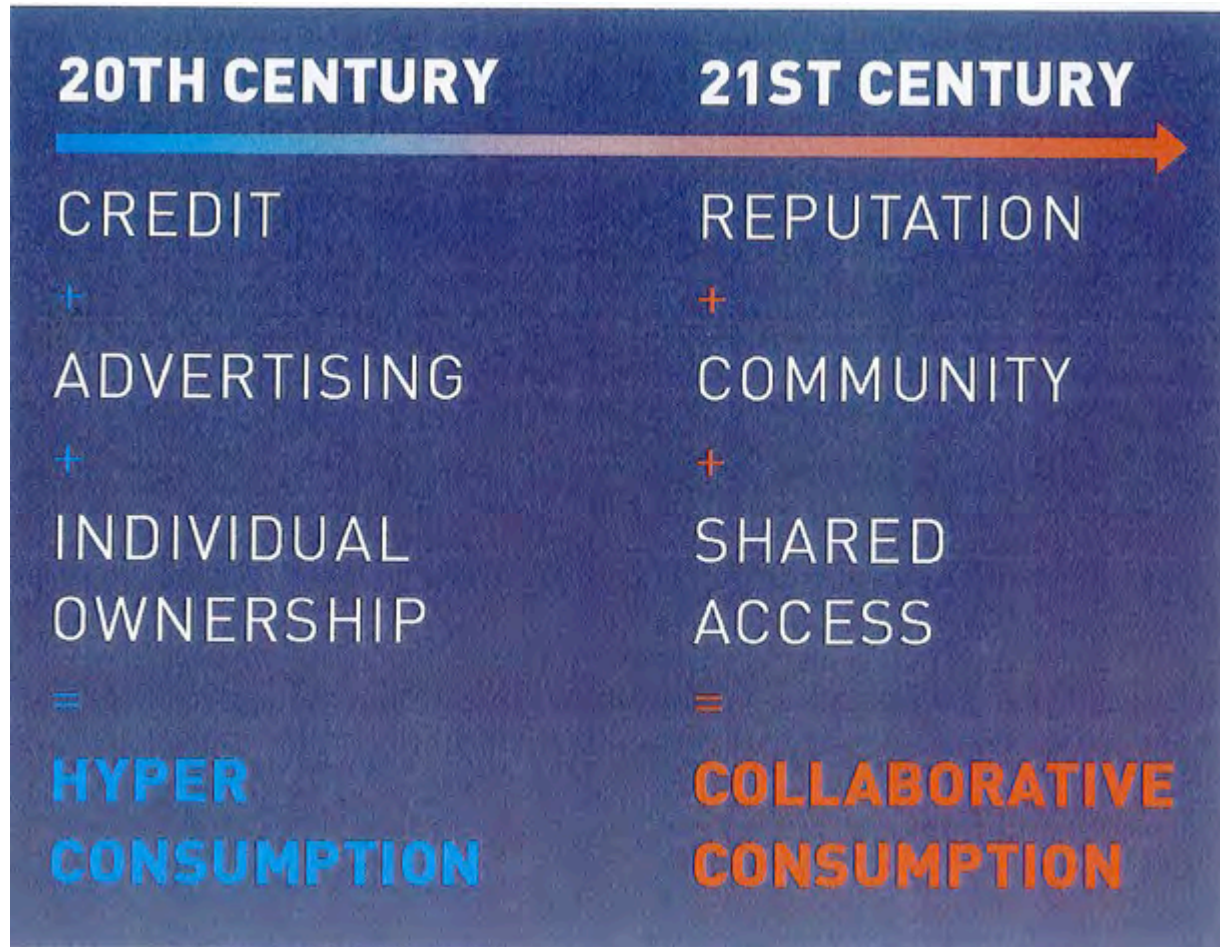 20TH CENTURY
CREDIT
+
ADVERTISING
+
INDIVIDUAL
OWNERSHIP
=
HYPER
CONSUMPTION
21ST CENTURY
REPUTATION
+
COMMUNITY
+
SHARED
ACCESS
=
COLLABORATIVE
CONSUMPTION